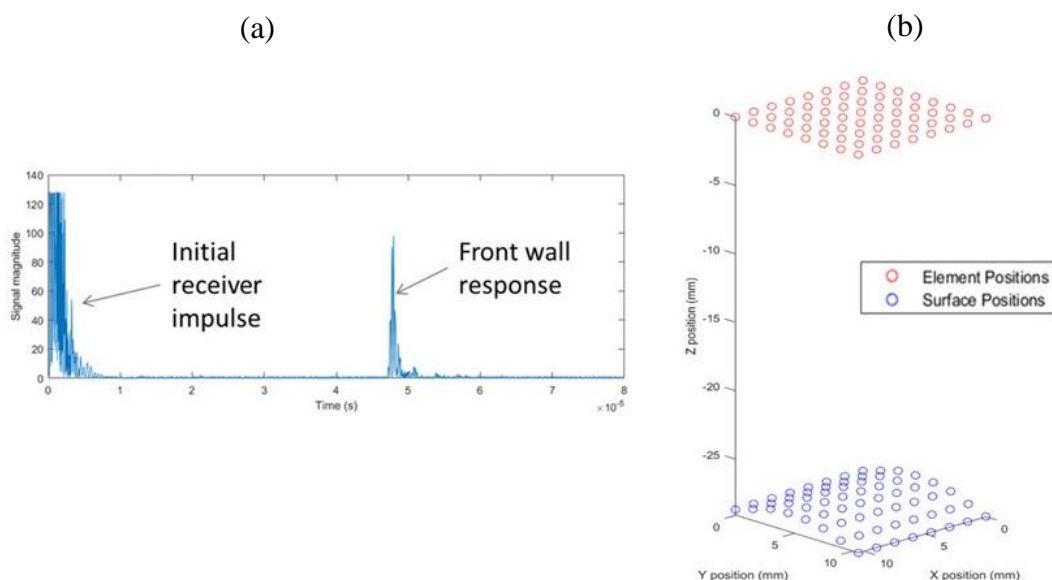 (a)
(b)
140
120
100
80
60
40
20
0
Signal magnitude
Initial
receiver
impulse
Front wall
response
0 1 2 3 4 5 6 7 8
Time (s)
×10⁻⁵
0
-5
-10
-15
-20
-25
Z position (mm)
Element Positions
Surface Positions
0
5
10
Y position (mm)
10
5
0
X position (mm)